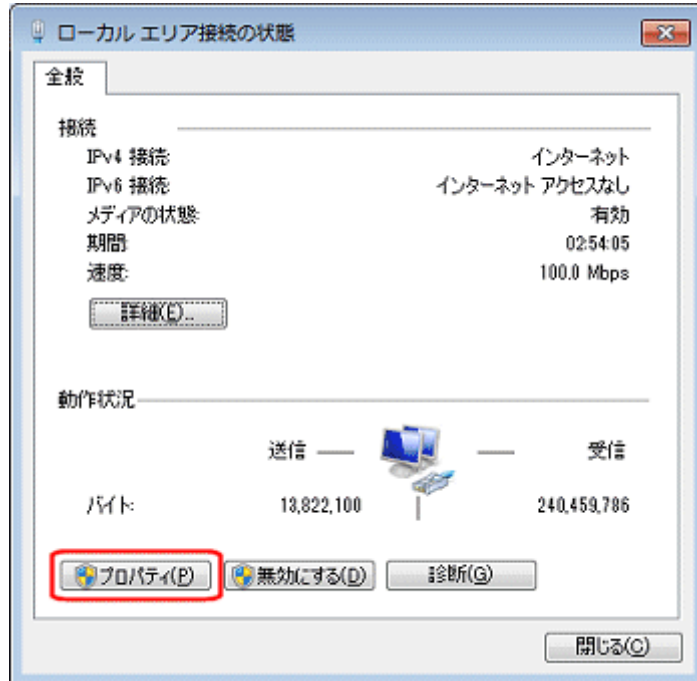 ローカル エリア接続の状態
全般
接続
IPv4 接続: インターネット
IPv6 接続: インターネット アクセスなし
メディアの状態: 有効
期間: 02:54:05
速度: 100.0 Mbps
詳細(E)...
動作状況
送信 受信
バイト: 13,822,100 240,459,786
プロパティ(P) 無効にする(D) 診断(G)
閉じる(C)